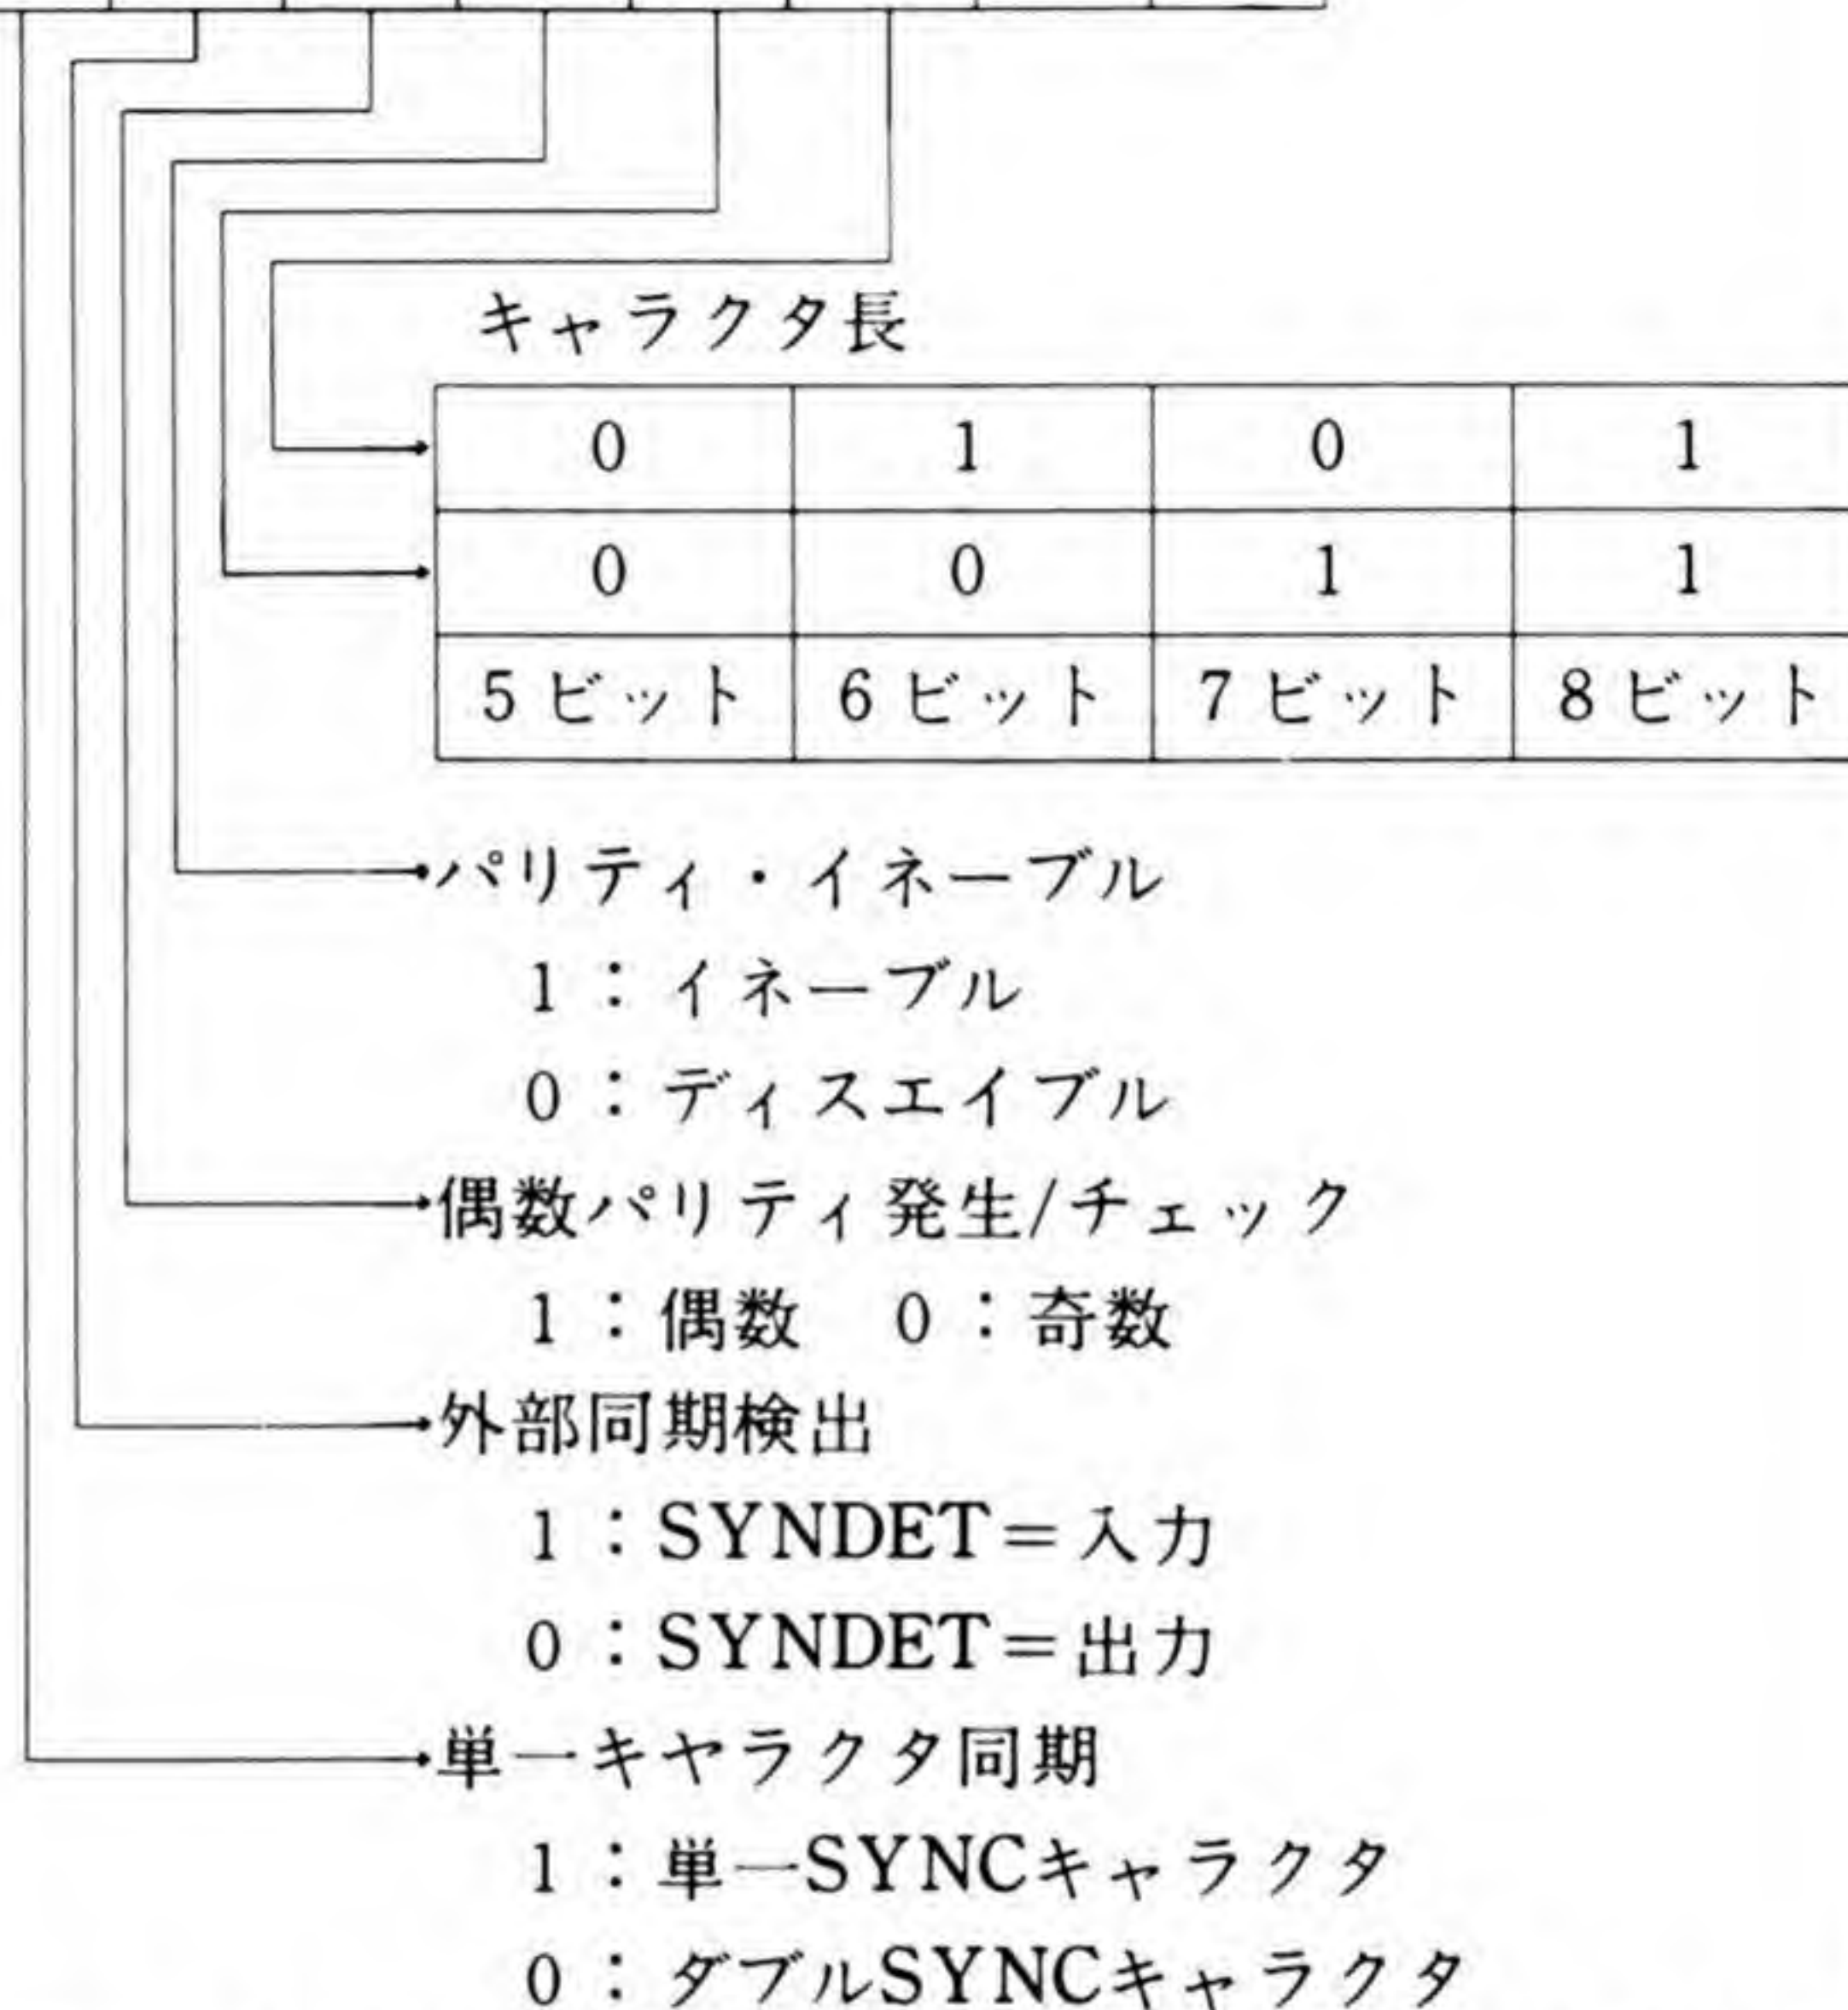 キャラクタ長
0 1 0 1
0 0 1 1
5ビット 6ビット 7ビット 8ビット
パリティ・イネーブル
1:イネーブル
0:ディスエイブル
偶数パリティ発生/チェック
1:偶数 0:奇数
外部同期検出
1:SYNDET=入力
0:SYNDET=出力
単一キヤラクタ同期
1:単一SYNCキャラクタ
0:ダブルSYNCキャラクタ